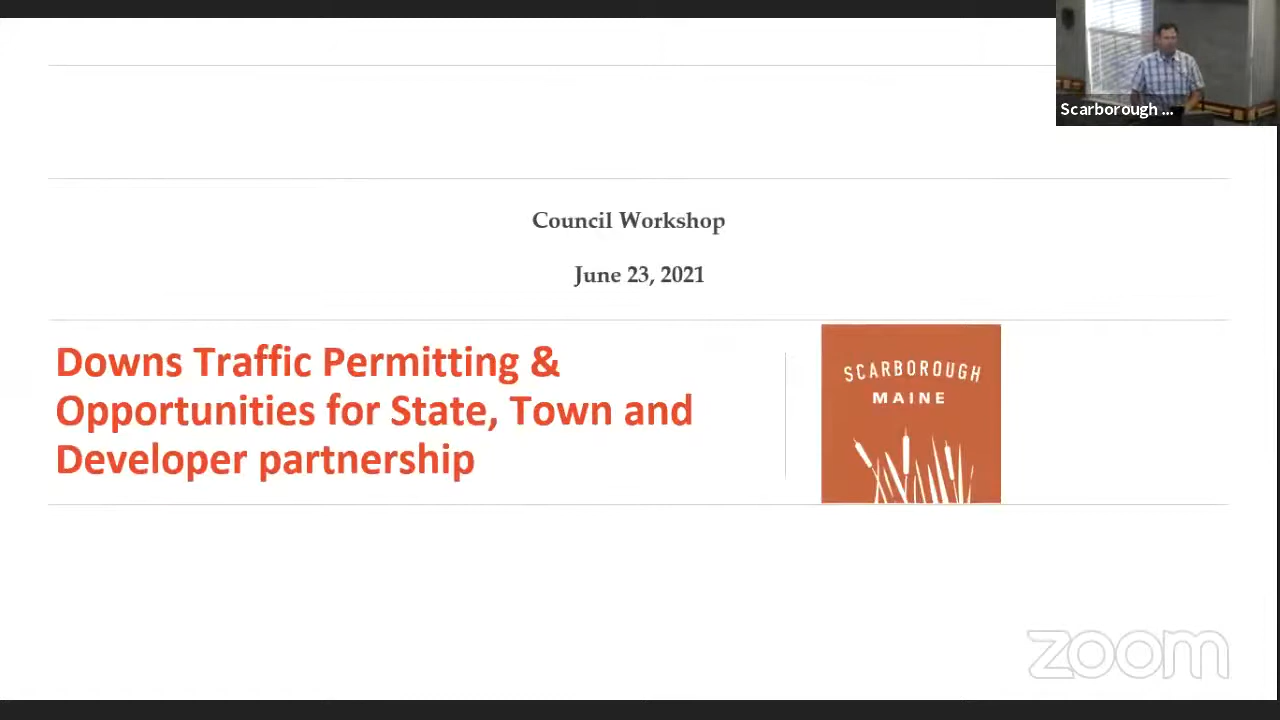 Scarborough ...
Council Workshop
June 23, 2021
Downs Traffic Permitting &
Opportunities for State, Town and
Developer partnership
SCARBOROUGH
MAINE
zoom